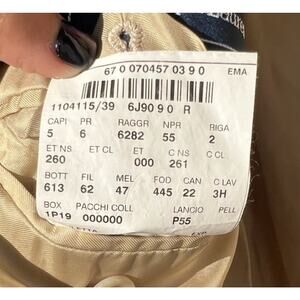 67 0 070457 03 9 0 EMA
1104115/39 6J90 9 0 R
CAPI PR RAGGR NPR RIGA
5 6 6282 55 2
ET NS ET CL ET C NS C CL
260 000 261
BOTT FIL MAN FOD CAN C LAV
613 62 47 445 22 3H
BOX PACCHI COLL LANCIO PELL
1P19 000000 P55